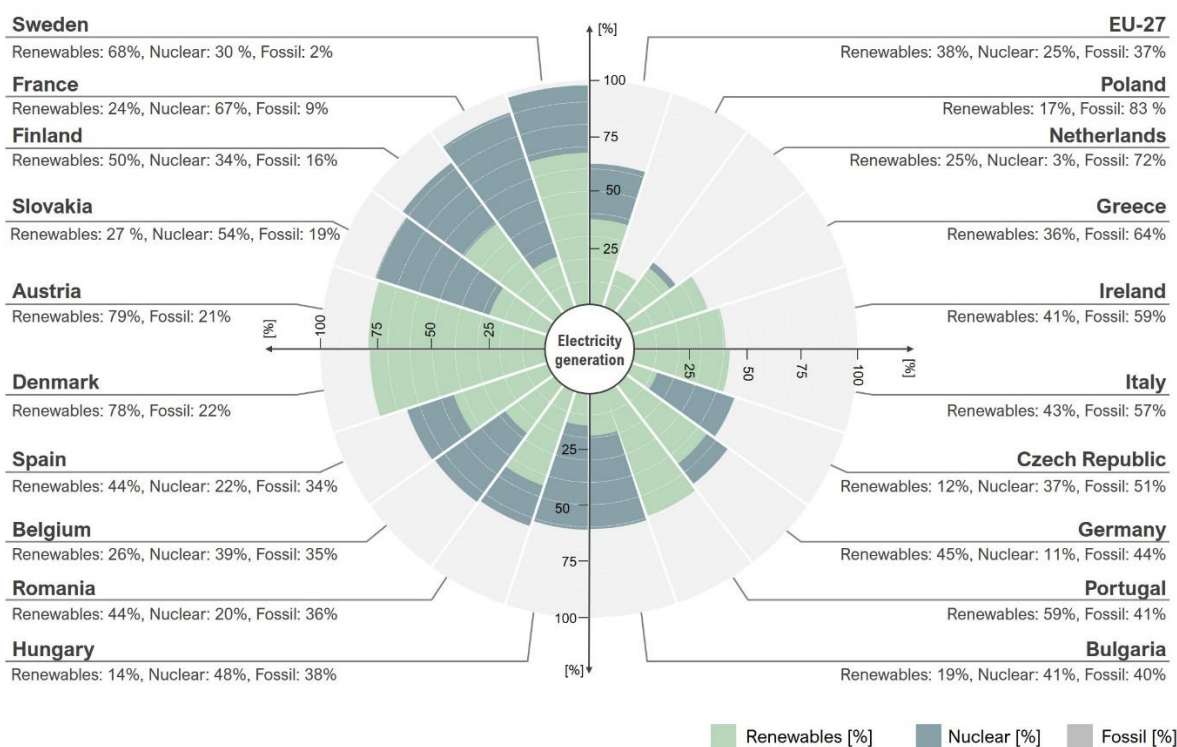 Sweden
Renewables: 68%, Nuclear: 30 %, Fossil: 2%
France
Renewables: 24%, Nuclear: 67%, Fossil: 9%
Finland
Renewables: 50%, Nuclear: 34%, Fossil: 16%
Slovakia
Renewables: 27 %, Nuclear: 54%, Fossil: 19%
Austria
Renewables: 79%, Fossil: 21%
Denmark
Renewables: 78%, Fossil: 22%
Spain
Renewables: 44%, Nuclear: 22%, Fossil: 34%
Belgium
Renewables: 26%, Nuclear: 39%, Fossil: 35%
Romania
Renewables: 44%, Nuclear: 20%, Fossil: 36%
Hungary
Renewables: 14%, Nuclear: 48%, Fossil: 38%
[%]
100
75
50
25
[%]
100
75
50
25
Electricity
generation
25
50
75
100
[%]
25
50
75
100
[%]
EU-27
Renewables: 38%, Nuclear: 25%, Fossil: 37%
Poland
Renewables: 17%, Fossil: 83 %
Netherlands
Renewables: 25%, Nuclear: 3%, Fossil: 72%
Greece
Renewables: 36%, Fossil: 64%
Ireland
Renewables: 41%, Fossil: 59%
Italy
Renewables: 43%, Fossil: 57%
Czech Republic
Renewables: 12%, Nuclear: 37%, Fossil: 51%
Germany
Renewables: 45%, Nuclear: 11%, Fossil: 44%
Portugal
Renewables: 59%, Fossil: 41%
Bulgaria
Renewables: 19%, Nuclear: 41%, Fossil: 40%
Renewables [%]
Nuclear [%]
Fossil [%]